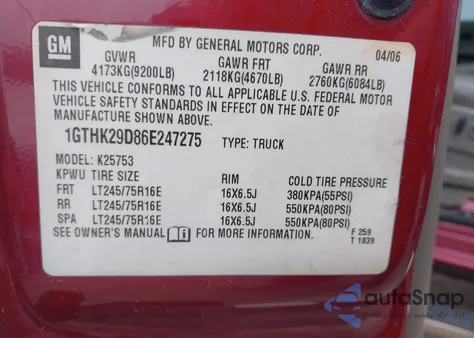 GM
MFD BY GENERAL MOTORS CORP. 04/06
GVWR GAWR FRT GAWR RR
4173KG(9200LB) 2118KG(4670LB) 2760KG(6084LB)
THIS VEHICLE CONFORMS TO ALL APPLICABLE U.S. FEDERAL MOTOR
VEHICLE SAFETY STANDARDS IN EFFECT ON THE DATE OF
MANUFACTURE SHOWN ABOVE.
1GTHK29D86E247275 TYPE: TRUCK
MODEL: K25753
KPWU TIRE SIZE RIM COLD TIRE PRESSURE
FRT LT245/75R16E 16X6.5J 380KPA(55PSI)
RR LT245/75R16E 16X6.5J 550KPA(80PSI)
SPA LT245/75R16E 16X6.5J 550KPA(80PSI)
SEE OWNER'S MANUAL FOR MORE INFORMATION.
F 259
T 1839
autoSnap